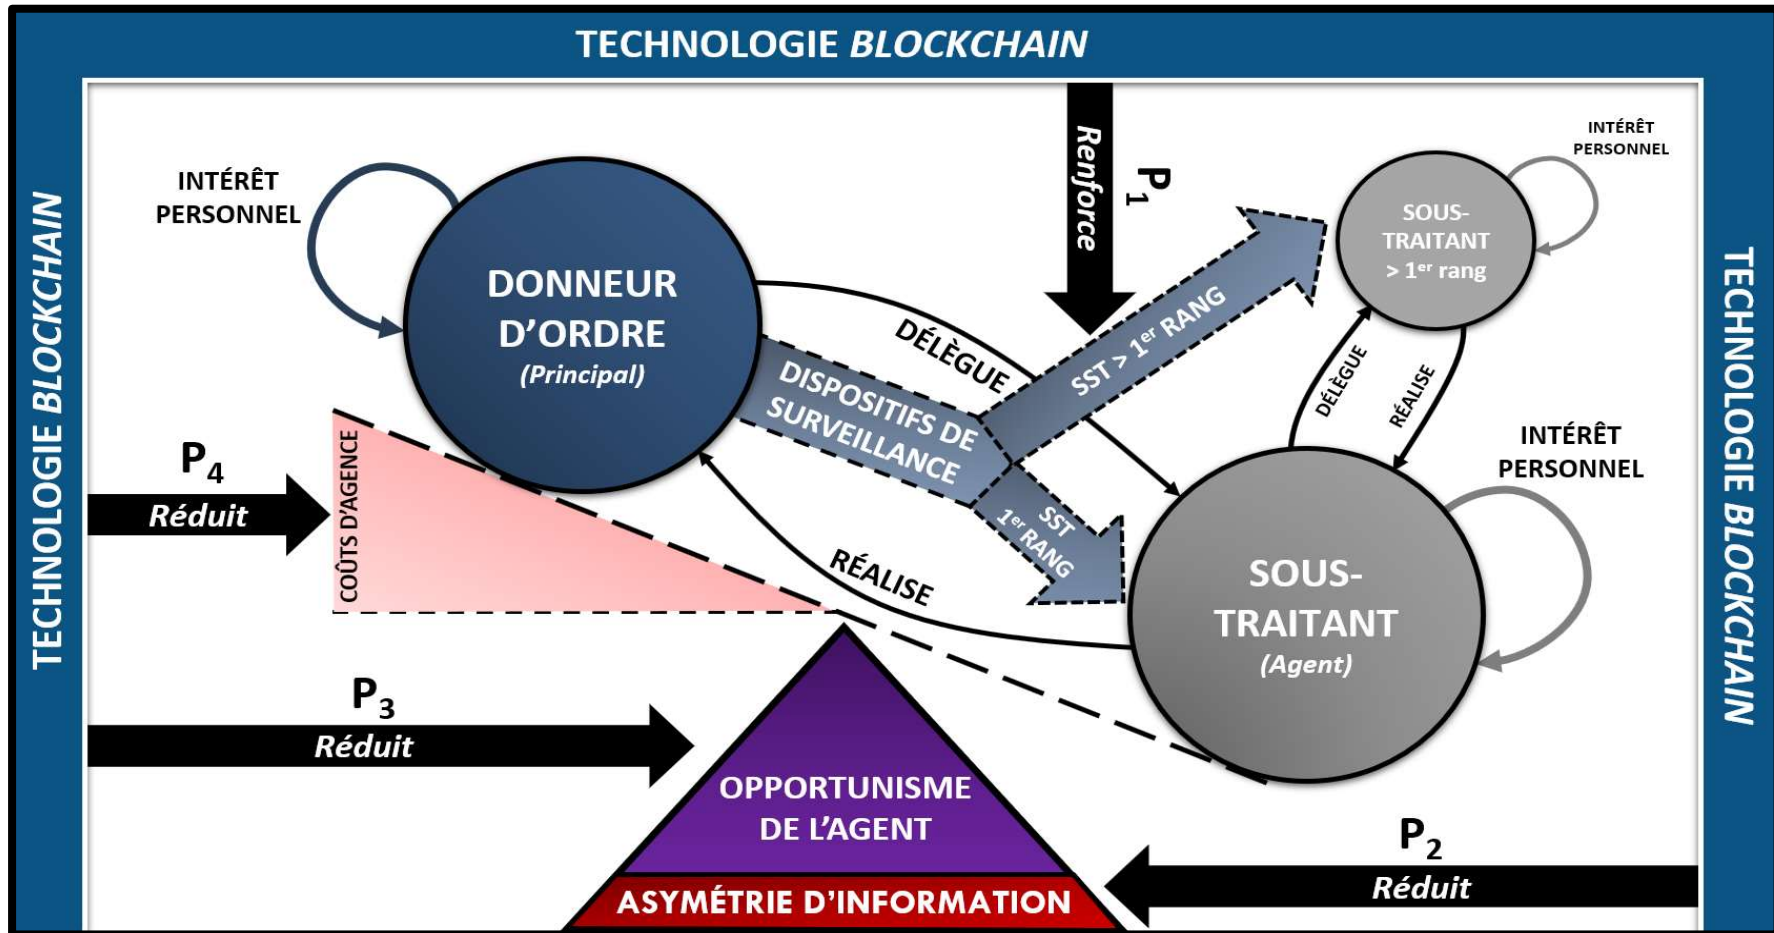 TECHNOLOGIE BLOCKCHAIN
TECHNOLOGIE BLOCKCHAIN
TECHNOLOGIE BLOCKCHAIN
INTÉRÊT
PERSONNEL
DONNEUR
D'ORDRE
(Principal)
Renforce
P1
INTÉRÊT
PERSONNEL
SOUS-
TRAITANT
> 1er rang
DÉLÈGUE
DISPOSITIFS DE
SURVEILLANCE
SST > 1er RANG
SST
1er RANG
DÉLÈGUE
RÉALISE
INTÉRÊT
PERSONNEL
RÉALISE
SOUS-
TRAITANT
(Agent)
P4
Réduit
COÛTS D'AGENCE
P3
Réduit
OPPORTUNISME
DE L'AGENT
P2
Réduit
ASYMÉTRIE D'INFORMATION